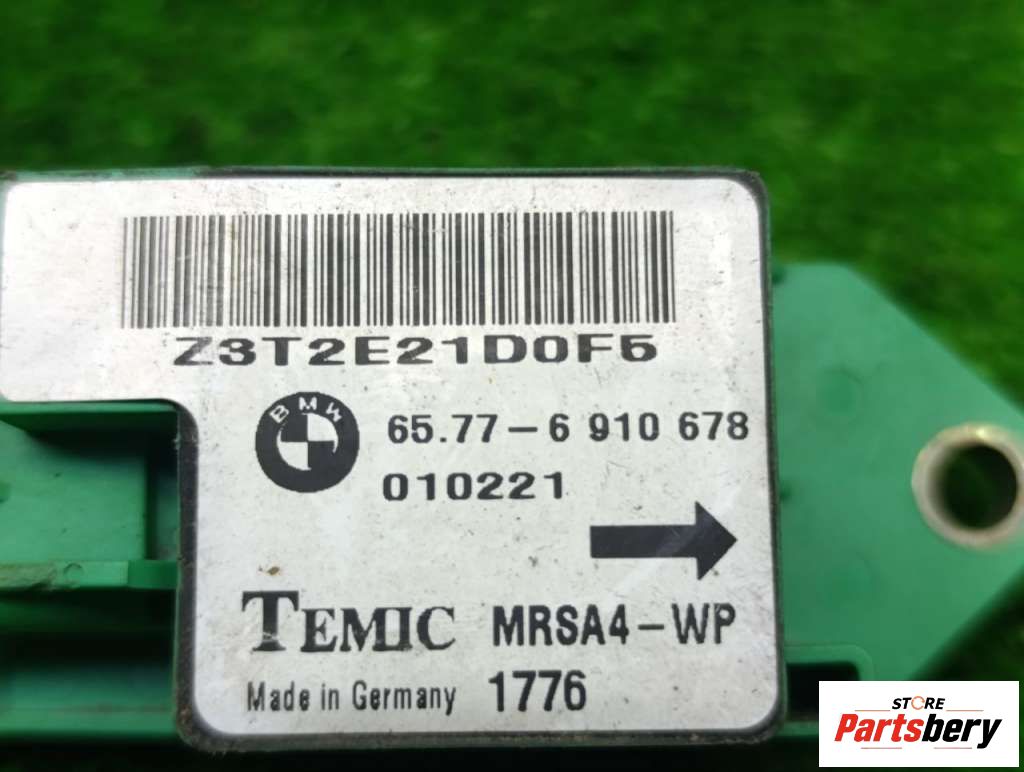 Z3T2E21D0F5
BMW
65.77-6 910 678
010221
TEMIC MRSA4-WP
Made in Germany 1776
STORE
Partsbery